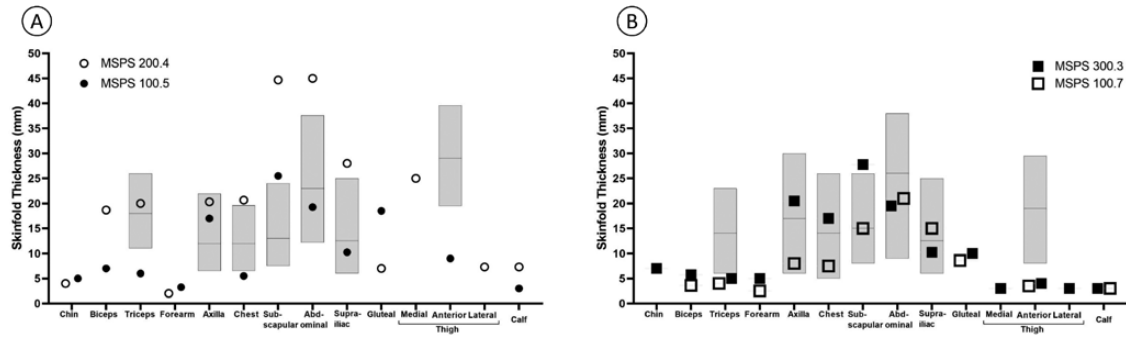 A
Skinfold Thickness (mm)
50
45
40
35
30
25
20
15
10
5
0
MSPS 200.4
MSPS 100.5
Chin Biceps Triceps Forearm Axilla Chest Sub- Abd- Supra- Gluteal Medial Anterior Lateral Calf
scapular ominal iliac
Thigh
B
Skinfold Thickness (mm)
50
45
40
35
30
25
20
15
10
5
0
MSPS 300.3
MSPS 100.7
Chin Biceps Triceps Forearm Axilla Chest Sub- Abd- Supra- Gluteal Medial Anterior Lateral Calf
scapular ominal iliac
Thigh